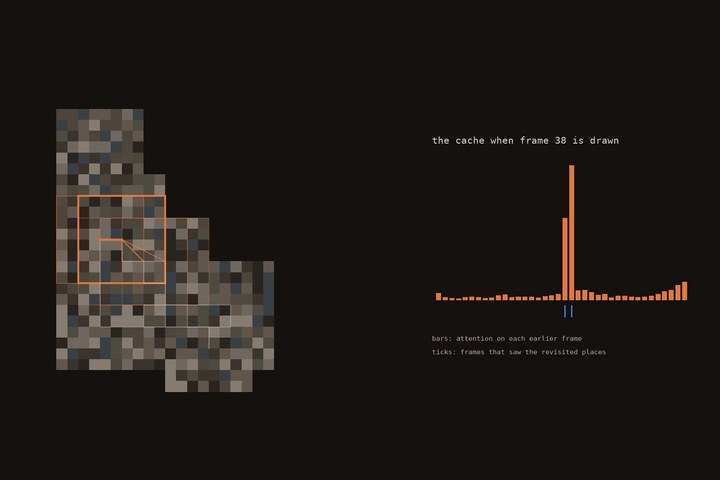 the cache when frame 38 is drawn
bars: attention on each earlier frame
ticks: frames that saw the revisited places